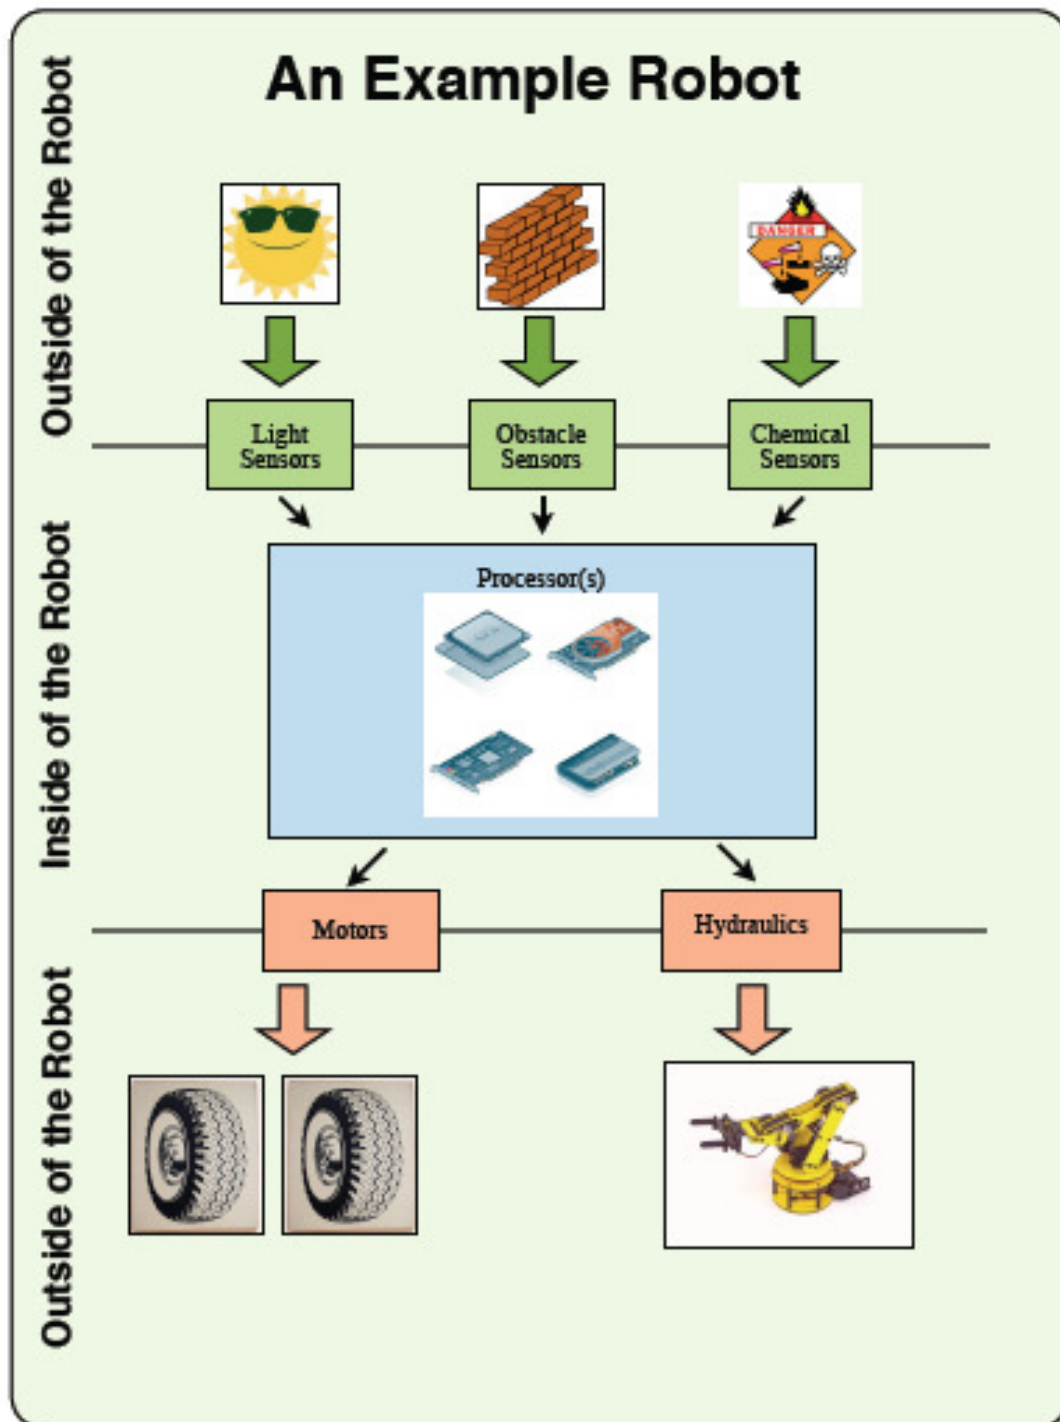 An Example Robot
Outside of the Robot
DANGER
Light
Sensors
Obstacle
Sensors
Chemical
Sensors
Inside of the Robot
Processor(s)
Motors
Hydraulics
Outside of the Robot